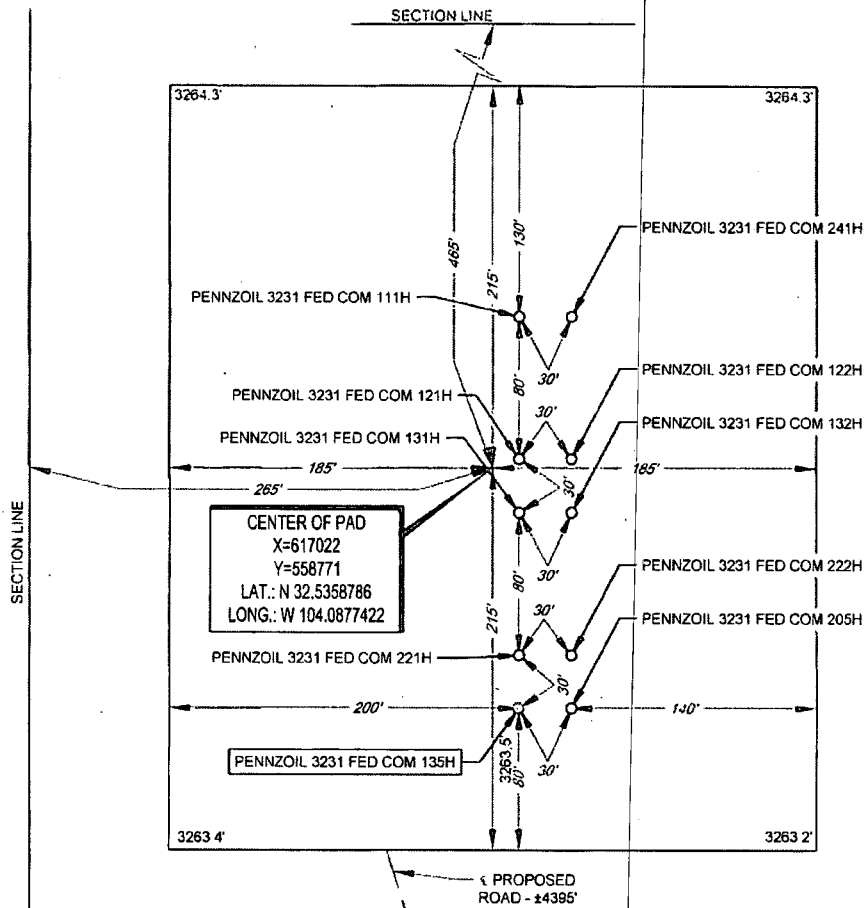 SECTION LINE
3264.3'
3264.3'
465'
215'
130'
PENNZOIL 3231 FED COM 241H
PENNZOIL 3231 FED COM 111H
30'
80'
PENNZOIL 3231 FED COM 122H
PENNZOIL 3231 FED COM 121H
30'
PENNZOIL 3231 FED COM 132H
PENNZOIL 3231 FED COM 131H
185'
185'
265'
30'
SECTION LINE
CENTER OF PAD
X=617022
Y=558771
LAT.: N 32.5358786
LONG.: W 104.0877422
30'
80'
PENNZOIL 3231 FED COM 222H
30'
215'
PENNZOIL 3231 FED COM 205H
PENNZOIL 3231 FED COM 221H
30'
200'
140'
PENNZOIL 3231 FED COM 135H
3263.5'
80'
30'
3263 4'
3263 2'
℄ PROPOSED
ROAD - ±4395'